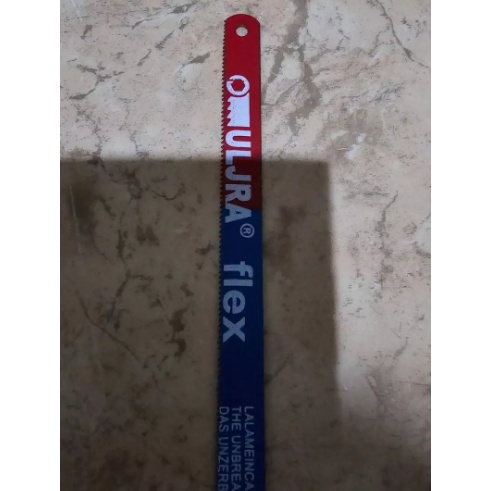 ULJRA®
flex
LALAMEINCA
THE UNBREA
DAS UNZERB